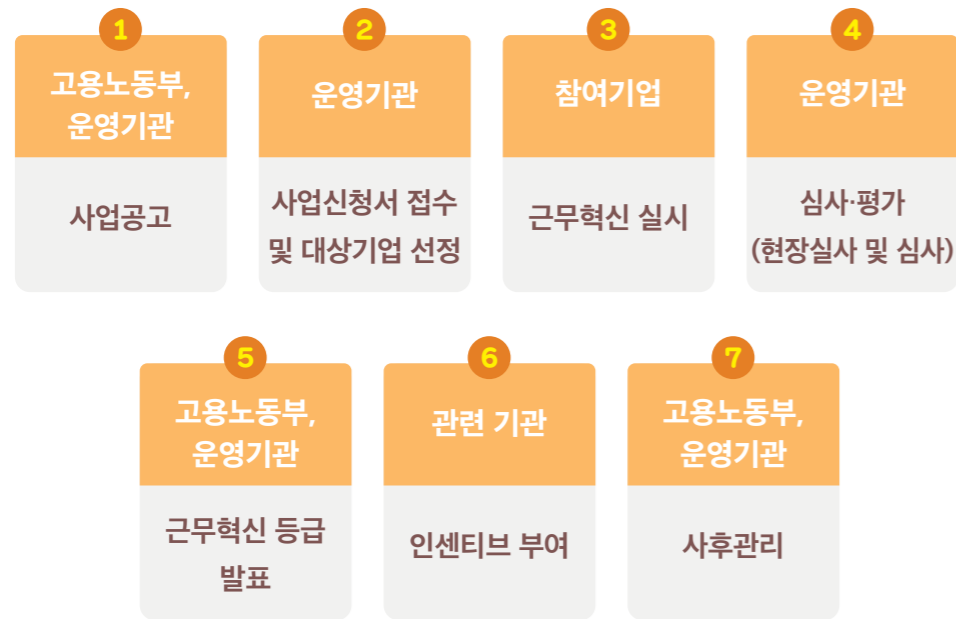 1
고용노동부,
운영기관
사업공고
2
운영기관
사업신청서 접수
및 대상기업 선정
3
참여기업
근무혁신 실시
4
운영기관
심사·평가
(현장실사 및 심사)
5
고용노동부,
운영기관
근무혁신 등급
발표
6
관련 기관
인센티브 부여
7
고용노동부,
운영기관
사후관리